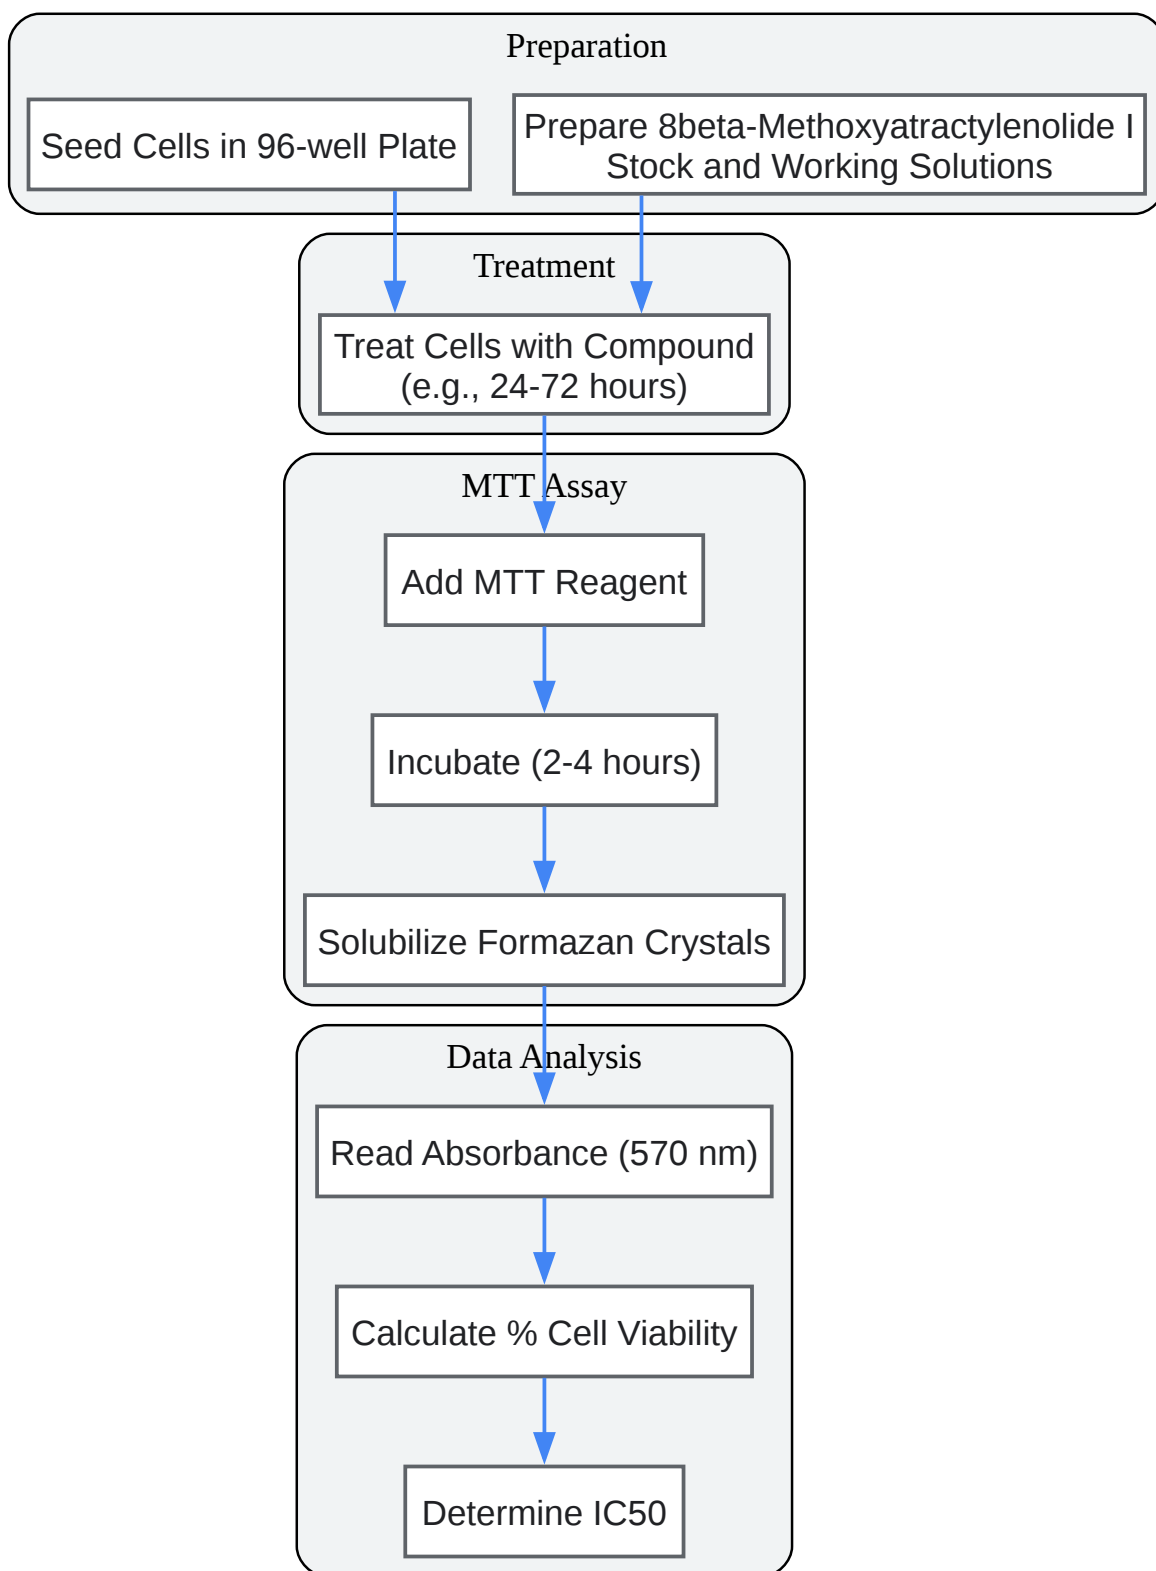 Preparation
Seed Cells in 96-well Plate
Prepare 8beta-Methoxyatractylenolide I
Stock and Working Solutions
Treatment
Treat Cells with Compound
(e.g., 24-72 hours)
MTT Assay
Add MTT Reagent
Incubate (2-4 hours)
Solubilize Formazan Crystals
Data Analysis
Read Absorbance (570 nm)
Calculate % Cell Viability
Determine IC50